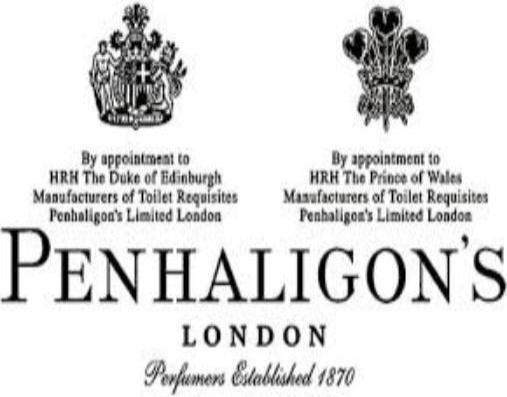 By appointment to
HRH The Duke of Edinburgh
Manufacturers of Toilet Requisites
Penhaligon's Limited London
By appointment to
HRH The Prince of Wales
Manufacturers of Toilet Requisites
Penhaligon's Limited London
PENHALIGON'S
LONDON
Perfumers Established 1870